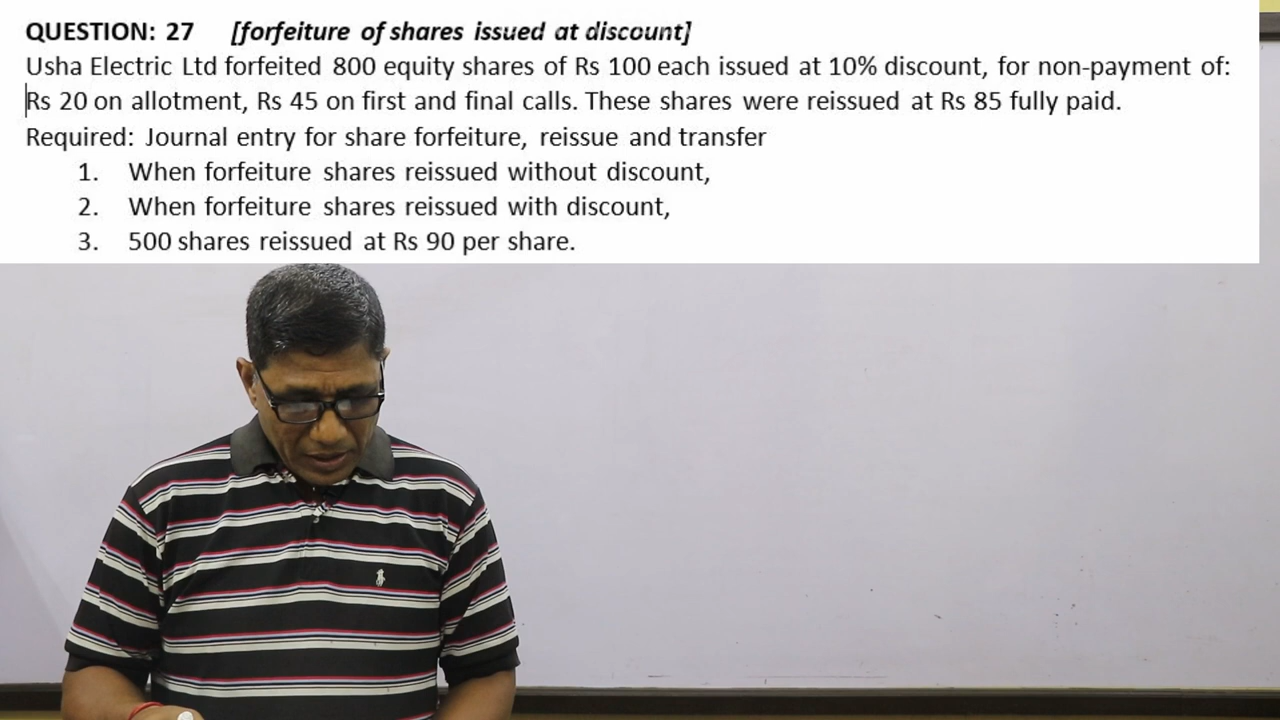 QUESTION: 27 [forfeiture of shares issued at discount]
Usha Electric Ltd forfeited 800 equity shares of Rs 100 each issued at 10% discount, for non-payment of:
Rs 20 on allotment, Rs 45 on first and final calls. These shares were reissued at Rs 85 fully paid.
Required: Journal entry for share forfeiture, reissue and transfer
1. When forfeiture shares reissued without discount,
2. When forfeiture shares reissued with discount,
3. 500 shares reissued at Rs 90 per share.